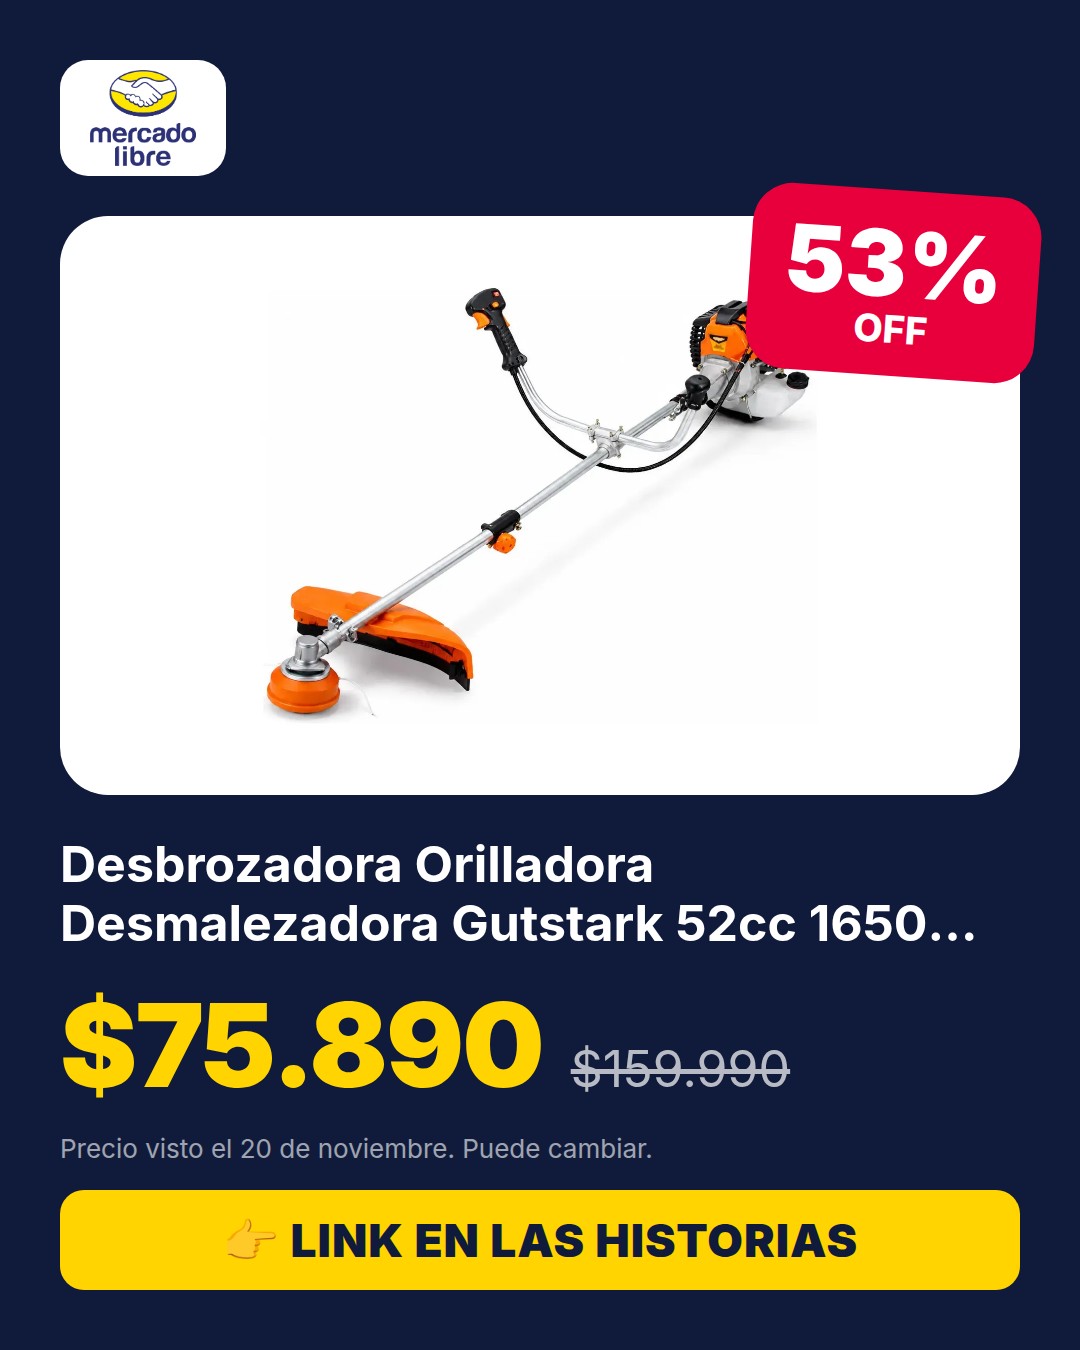 mercado
libre
53%
OFF
Desbrozadora Orilladora
Desmalezadora Gutstark 52cc 1650...
$75.890 $159.990
Precio visto el 20 de noviembre. Puede cambiar.
👉 LINK EN LAS HISTORIAS